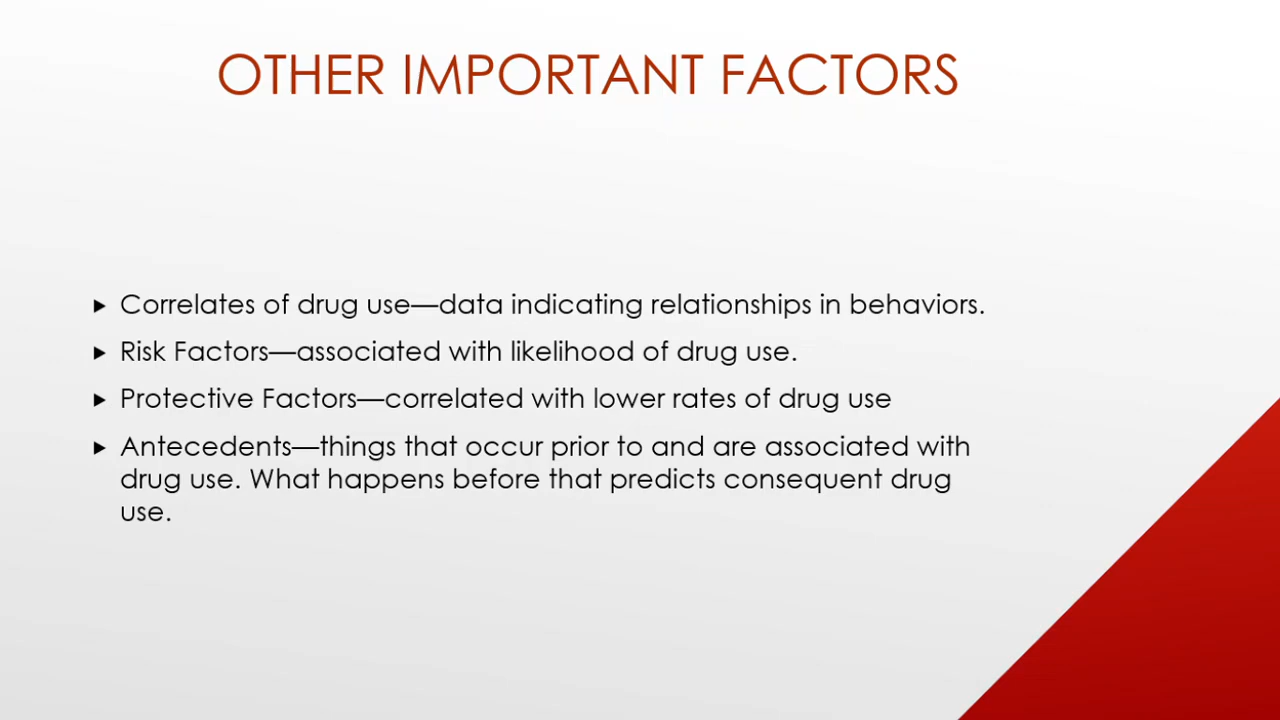 OTHER IMPORTANT FACTORS
Correlates of drug use—data indicating relationships in behaviors.
Risk Factors—associated with likelihood of drug use.
Protective Factors—correlated with lower rates of drug use
Antecedents—things that occur prior to and are associated with
drug use. What happens before that predicts consequent drug
use.